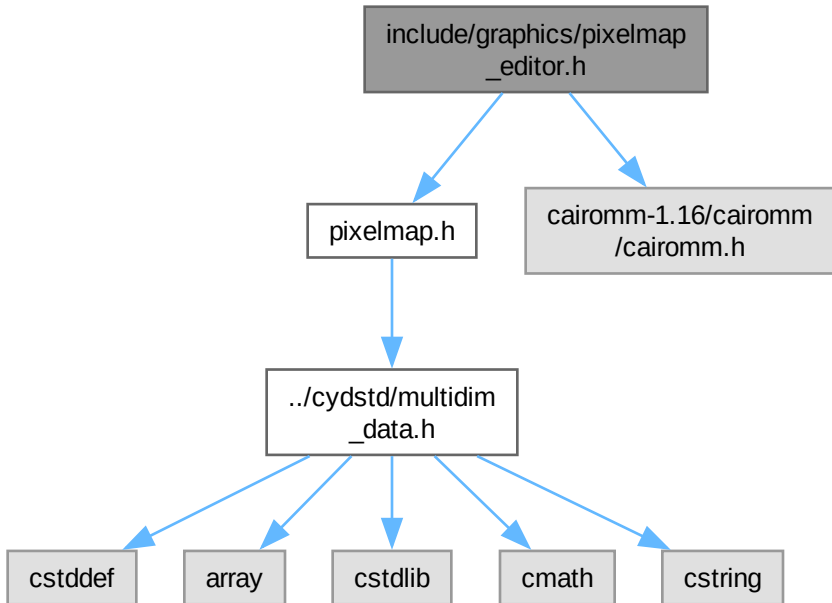 include/graphics/pixelmap
_editor.h
pixelmap.h
cairomm-1.16/cairomm
/cairomm.h
../cydstd/multidim
_data.h
cstddef
array
cstdlib
cmath
cstring